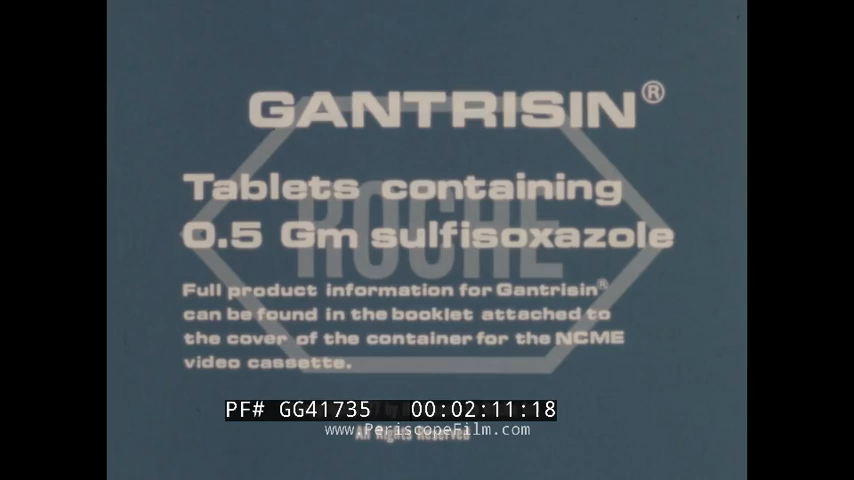 GANTRISIN®
ROCHE
Tablets containing
0.5 Gm sulfisoxazole
Full product information for Gantrisin®
can be found in the booklet attached to
the cover of the container for the NCME
video cassette.
PF# GG41735 00:02:11:18
www.PeriscopeFilm.com
All Rights Reserved